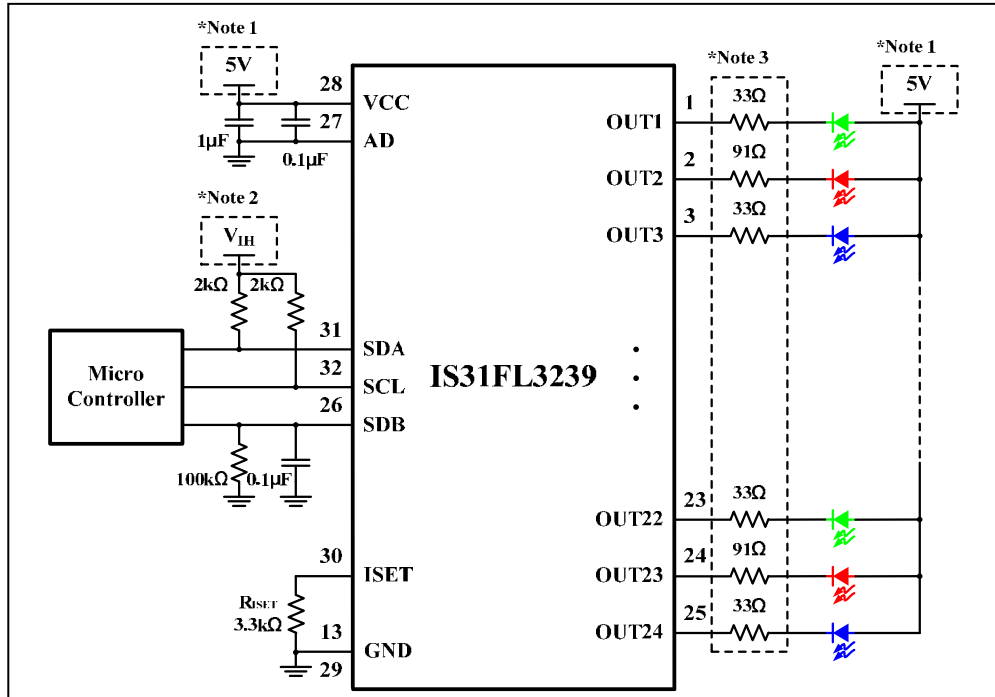 *Note 1
5V
28
VCC
27
AD
1µF
0.1µF
*Note 2
VIH
2kΩ
2kΩ
Micro
Controller
31
SDA
32
SCL
26
SDB
100kΩ
0.1µF
30
ISET
RISET
3.3kΩ
13
GND
29
IS31FL3239
*Note 3
*Note 1
5V
OUT1
1
33Ω
OUT2
2
91Ω
OUT3
3
33Ω
OUT22
23
33Ω
OUT23
24
91Ω
OUT24
25
33Ω